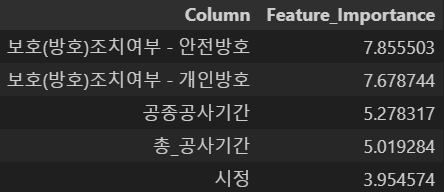 Column Feature_Importance
보호(방호)조치여부 - 안전방호 7.855503
보호(방호)조치여부 - 개인방호 7.678744
공종공사기간 5.278317
총_공사기간 5.019284
시정 3.954574